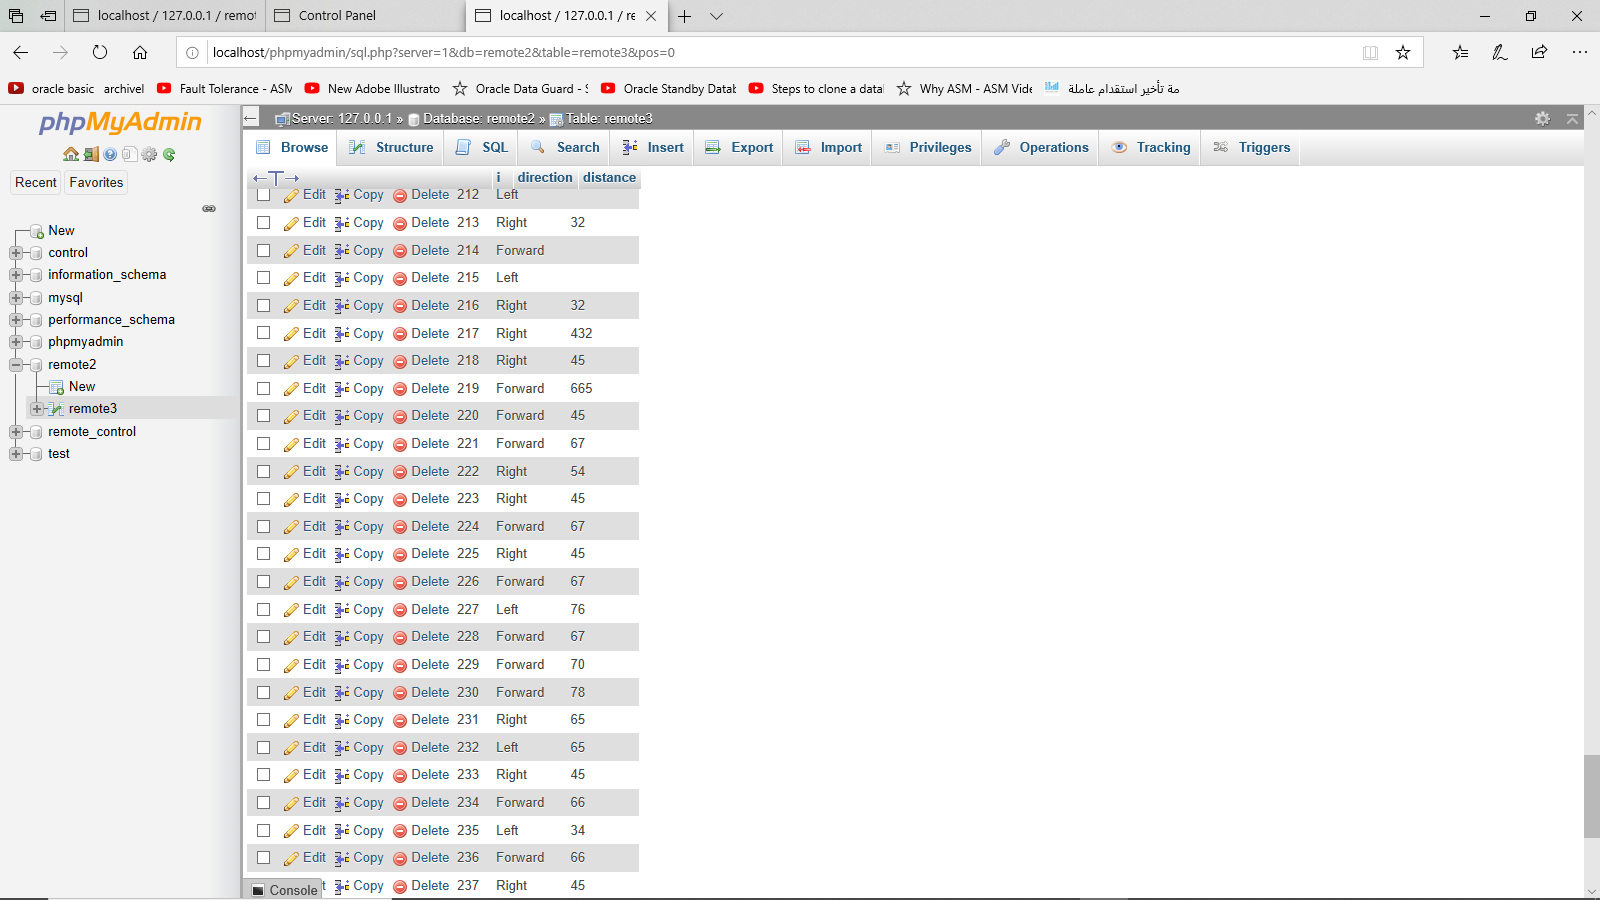 localhost / 127.0.0.1 / remot
Control Panel
localhost / 127.0.0.1 / re
localhost/phpmyadmin/sql.php?server=1&db=remote2&table=remote3&pos=0
oracle basic archivel
Fault Tolerance - ASM
New Adobe Illustrato
Oracle Data Guard - S
Oracle Standby Datab
Steps to clone a datal
Why ASM - ASM Vide
مة تأخير استقدام عاملة
phpMyAdmin
Recent
Favorites
New
control
information_schema
mysql
performance_schema
phpmyadmin
remote2
New
remote3
remote_control
test
Server: 127.0.0.1 » Database: remote2 » Table: remote3
Browse Structure SQL Search Insert Export Import Privileges Operations Tracking Triggers
←T→ i direction distance
Edit Copy Delete 212 Left
Edit Copy Delete 213 Right 32
Edit Copy Delete 214 Forward
Edit Copy Delete 215 Left
Edit Copy Delete 216 Right 32
Edit Copy Delete 217 Right 432
Edit Copy Delete 218 Right 45
Edit Copy Delete 219 Forward 665
Edit Copy Delete 220 Forward 45
Edit Copy Delete 221 Forward 67
Edit Copy Delete 222 Right 54
Edit Copy Delete 223 Right 45
Edit Copy Delete 224 Forward 67
Edit Copy Delete 225 Right 45
Edit Copy Delete 226 Forward 67
Edit Copy Delete 227 Left 76
Edit Copy Delete 228 Forward 67
Edit Copy Delete 229 Forward 70
Edit Copy Delete 230 Forward 78
Edit Copy Delete 231 Right 65
Edit Copy Delete 232 Left 65
Edit Copy Delete 233 Right 45
Edit Copy Delete 234 Forward 66
Edit Copy Delete 235 Left 34
Edit Copy Delete 236 Forward 66
t Copy Delete 237 Right 45
Console